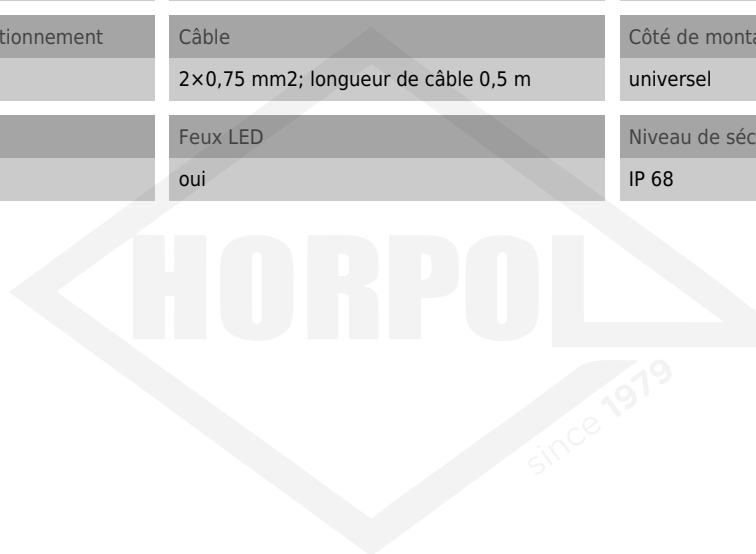 tionnement
Câble
Côté de monta
2×0,75 mm2; longueur de câble 0,5 m
universel
Feux LED
Niveau de séc
oui
IP 68
HORPOL
since 1979